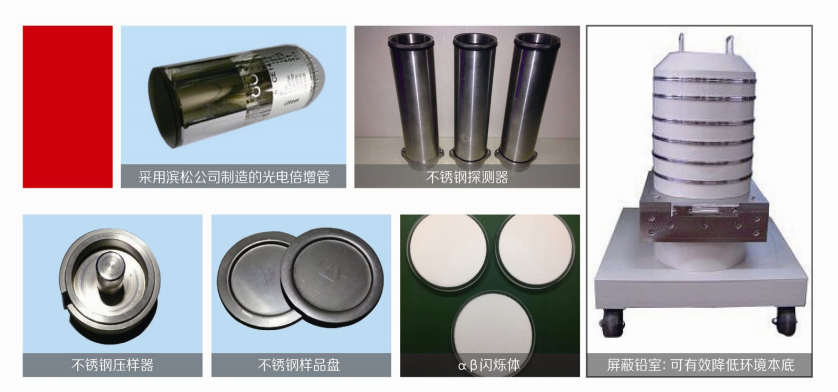 采用滨松公司制造的光电倍增管
不锈钢探测器
不锈钢压样器
不锈钢样品盘
αβ闪烁体
屏蔽铅室:可有效降低环境本底